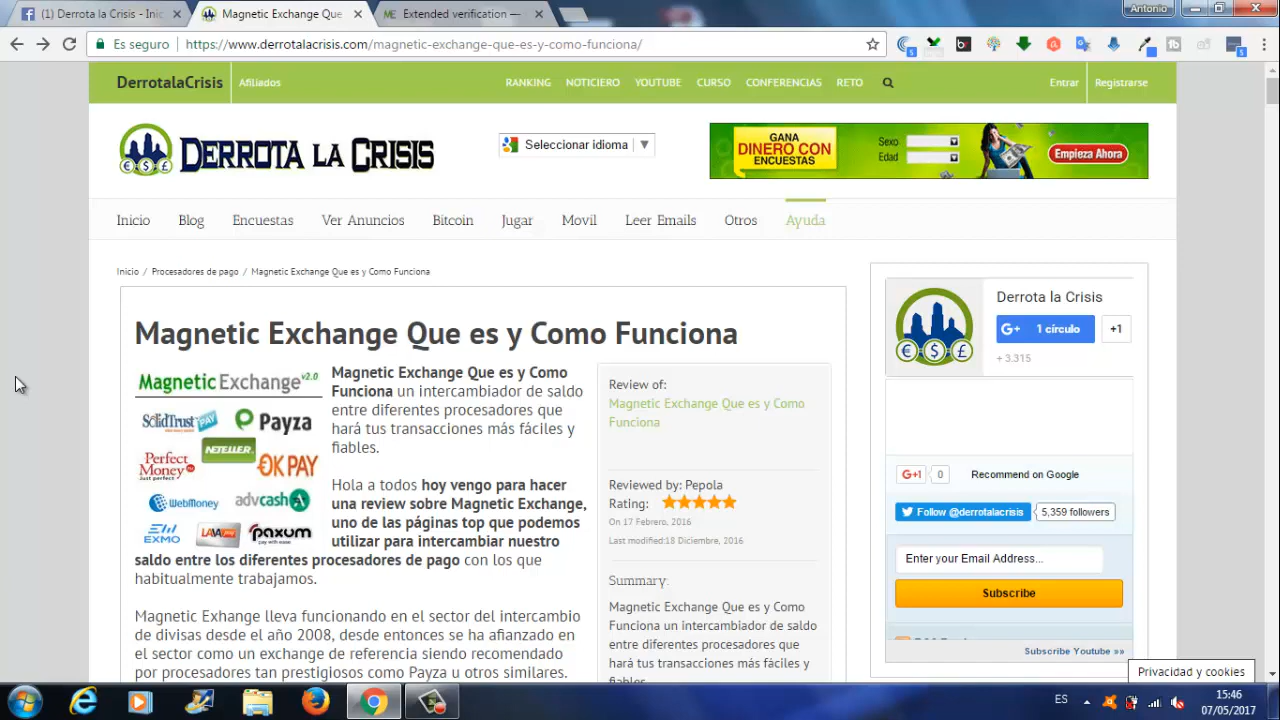 (1) Derrota la Crisis - Inic
Magnetic Exchange Que
Extended verification —
Antonio
Es seguro
https://www.derrotalacrisis.com/magnetic-exchange-que-es-y-como-funciona/
DerrotalaCrisis
Afiliados
RANKING
NOTICIERO
YOUTUBE
CURSO
CONFERENCIAS
RETO
Entrar
Registrarse
DERROTA LA CRISIS
Seleccionar idioma
GANA
DINERO CON
ENCUESTAS
Sexo
Edad
Empieza Ahora
Inicio
Blog
Encuestas
Ver Anuncios
Bitcoin
Jugar
Movil
Leer Emails
Otros
Ayuda
Inicio / Procesadores de pago / Magnetic Exchange Que es y Como Funciona
Magnetic Exchange Que es y Como Funciona
MagneticExchange v2.0
SolidTrust PAY
Payza
NETELLER
Perfect Money
Just perfect
OKPAY
WebMoney
advcash
EXMO
paxum
Magnetic Exchange Que es y Como
Funciona un intercambiador de saldo
entre diferentes procesadores que
hará tus transacciones más fáciles y
fiables.
Hola a todos hoy vengo para hacer
una review sobre Magnetic Exchange,
uno de las páginas top que podemos
utilizar para intercambiar nuestro
saldo entre los diferentes procesadores de pago con los que
habitualmente trabajamos.
Magnetic Exhange lleva funcionando en el sector del intercambio
de divisas desde el año 2008, desde entonces se ha afianzado en
el sector como un exchange de referencia siendo recomendado
por procesadores tan prestigiosos como Payza u otros similares.
Review of:
Magnetic Exchange Que es y Como
Funciona
Reviewed by: Pepola
Rating:
On 17 Febrero, 2016
Last modified:18 Diciembre, 2016
Summary:
Magnetic Exchange Que es y Como
Funciona un intercambiador de saldo
entre diferentes procesadores que
hará tus transacciones más fáciles y
fiables.
Derrota la Crisis
G+ 1 círculo
+1
+ 3.315
G+1
0
Recommend on Google
Follow @derrotalacrisis
5,359 followers
Enter your Email Address...
Subscribe
Subscribe Youtube »»
Privacidad y cookies
ES
15:46
07/05/2017